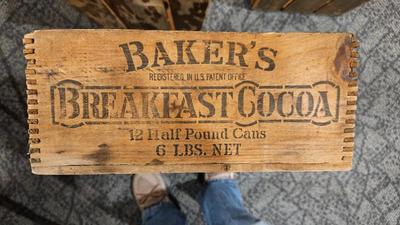 BAKER'S
REGISTERED IN U.S. PATENT OFFICE
BREAKFAST COCOA
12 Half Pound Cans
6 LBS. NET